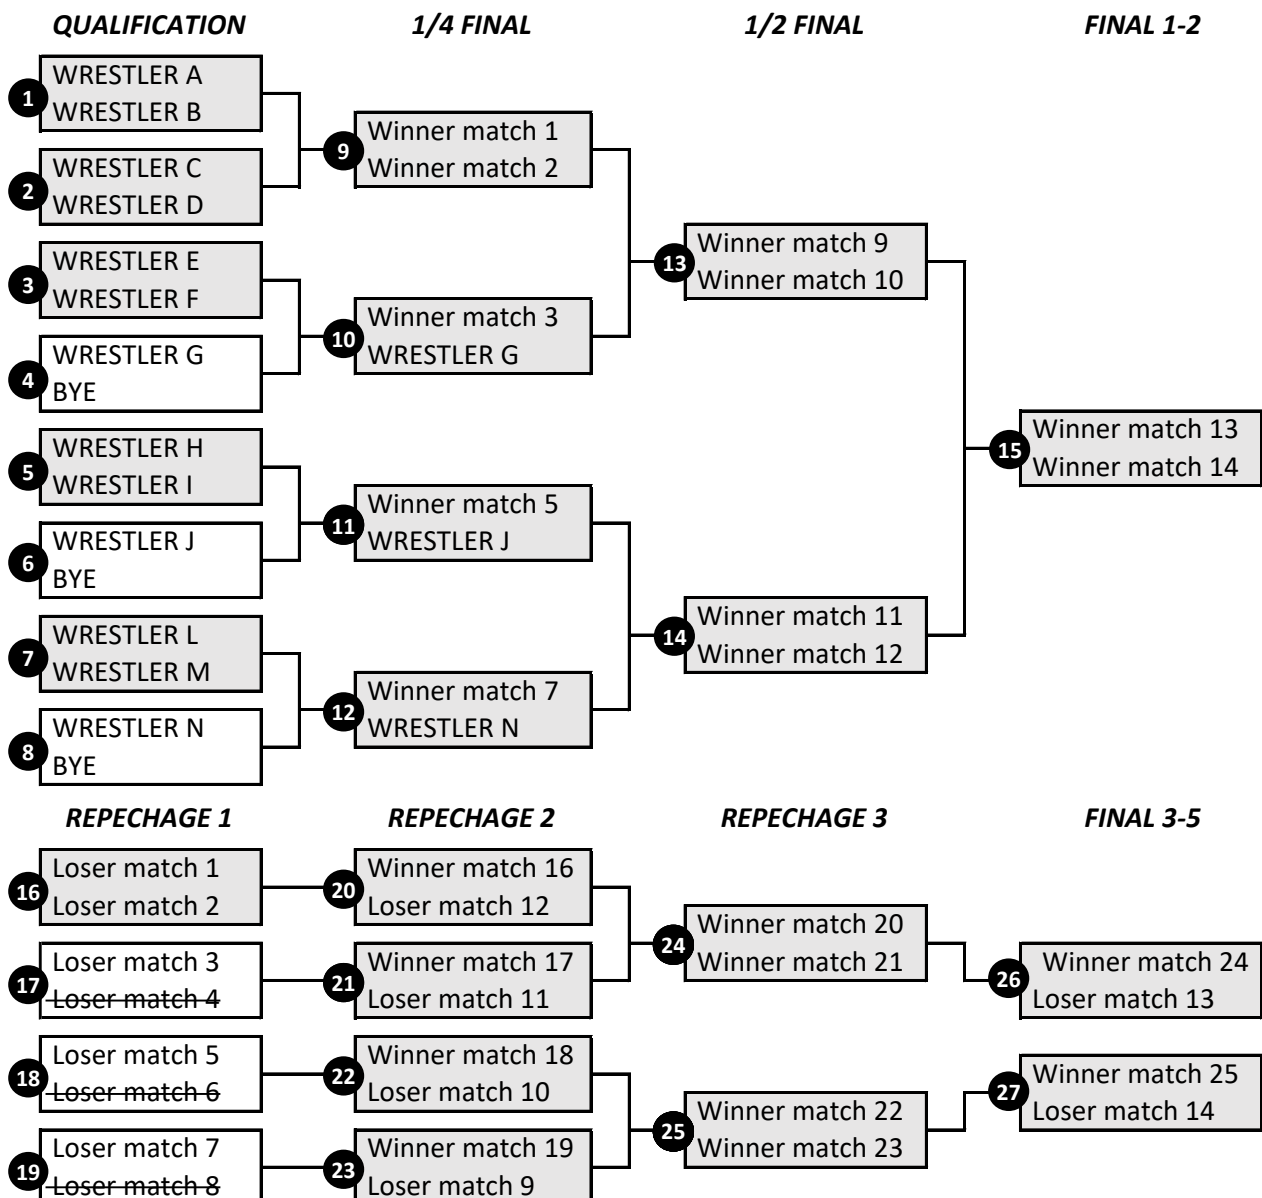 QUALIFICATION 1/4 FINAL 1/2 FINAL FINAL 1-2
1 WRESTLER A
WRESTLER B
2 WRESTLER C
WRESTLER D
3 WRESTLER E
WRESTLER F
4 WRESTLER G
BYE
5 WRESTLER H
WRESTLER I
6 WRESTLER J
BYE
7 WRESTLER L
WRESTLER M
8 WRESTLER N
BYE
9 Winner match 1
Winner match 2
10 Winner match 3
WRESTLER G
11 Winner match 5
WRESTLER J
12 Winner match 7
WRESTLER N
13 Winner match 9
Winner match 10
14 Winner match 11
Winner match 12
15 Winner match 13
Winner match 14
REPECHAGE 1 REPECHAGE 2 REPECHAGE 3 FINAL 3-5
16 Loser match 1
Loser match 2
17 Loser match 3
Loser match 4
18 Loser match 5
Loser match 6
19 Loser match 7
Loser match 8
20 Winner match 16
Loser match 12
21 Winner match 17
Loser match 11
22 Winner match 18
Loser match 10
23 Winner match 19
Loser match 9
24 Winner match 20
Winner match 21
25 Winner match 22
Winner match 23
26 Winner match 24
Loser match 13
27 Winner match 25
Loser match 14